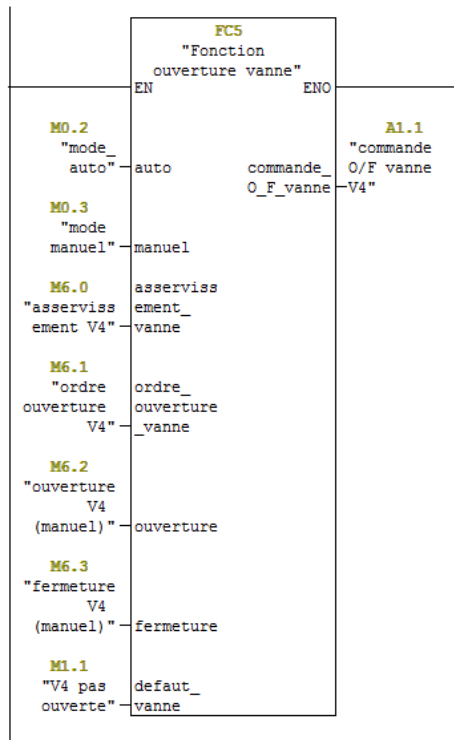 FC5
"Fonction
ouverture vanne"
EN ENO
M0.2
"mode_
auto" auto
A1.1
"commande
commande_ O/F vanne
O_F_vanne V4"
M0.3
"mode
manuel" manuel
M6.0 asserviss
"asserviss ement_
ement V4" vanne
M6.1
"ordre ordre_
ouverture ouverture
V4" _vanne
M6.2
"ouverture
V4
(manuel)" ouverture
M6.3
"fermeture
V4
(manuel)" fermeture
M1.1
"V4 pas defaut_
ouverte" vanne